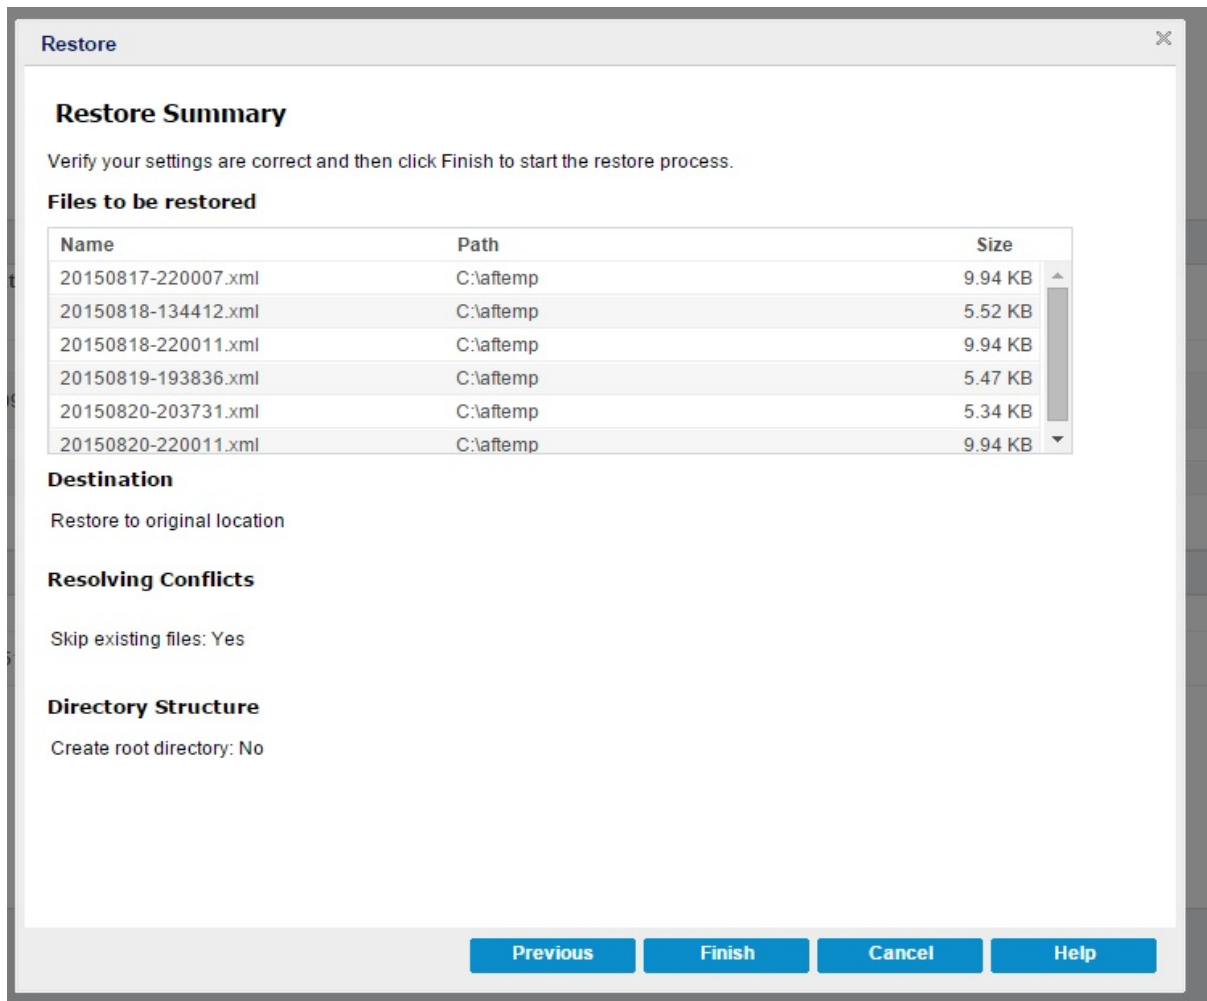 Restore
Restore Summary
Verify your settings are correct and then click Finish to start the restore process.
Files to be restored
Name Path Size
20150817-220007.xml C:\aftemp 9.94 KB
20150818-134412.xml C:\aftemp 5.52 KB
20150818-220011.xml C:\aftemp 9.94 KB
20150819-193836.xml C:\aftemp 5.47 KB
20150820-203731.xml C:\aftemp 5.34 KB
20150820-220011.xml C:\aftemp 9.94 KB
Destination
Restore to original location
Resolving Conflicts
Skip existing files: Yes
Directory Structure
Create root directory: No
Previous Finish Cancel Help